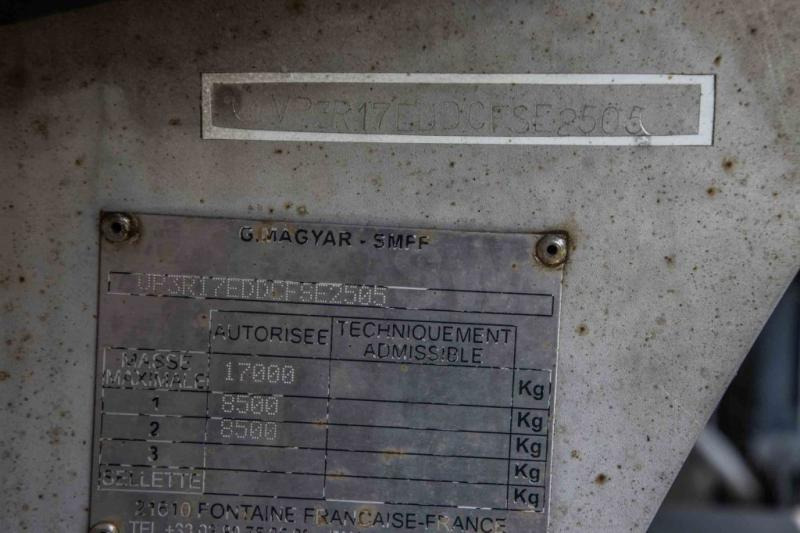 VP3R17EDDCFSE2505
G.MAGYAR - SMFF
VP3R17EDDCFSE2505
AUTORISEE TECHNIQUEMENT
ADMISSIBLE
MASSE
MAXIMALE 17000 Kg
1 8500 Kg
2 8500 Kg
3 Kg
SELLETTE Kg
21610 FONTAINE FRANCAISE-FRANCE
TEL